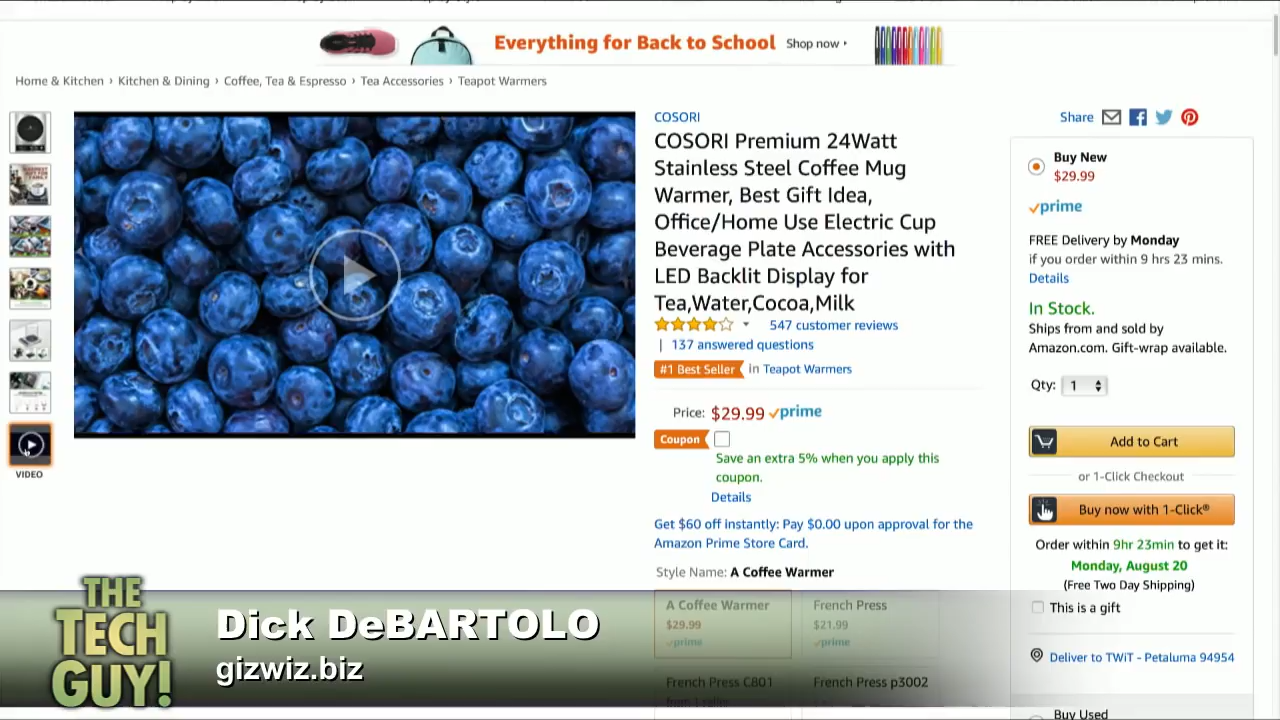 Everything for Back to School Shop now
Home & Kitchen › Kitchen & Dining › Coffee, Tea & Espresso › Tea Accessories › Teapot Warmers
VIDEO
COSORI
COSORI Premium 24Watt
Stainless Steel Coffee Mug
Warmer, Best Gift Idea,
Office/Home Use Electric Cup
Beverage Plate Accessories with
LED Backlit Display for
Tea,Water,Cocoa,Milk
547 customer reviews
| 137 answered questions
#1 Best Seller in Teapot Warmers
Price: $29.99 prime
Coupon
Save an extra 5% when you apply this
coupon.
Details
Get $60 off instantly: Pay $0.00 upon approval for the
Amazon Prime Store Card.
Style Name: A Coffee Warmer
A Coffee Warmer
$29.99
prime
French Press
$21.99
prime
French Press C801
French Press p3002
Share
Buy New
$29.99
prime
FREE Delivery by Monday
if you order within 9 hrs 23 mins.
Details
In Stock.
Ships from and sold by
Amazon.com. Gift-wrap available.
Qty: 1
Add to Cart
or 1-Click Checkout
Buy now with 1-Click®
Order within 9hr 23min to get it:
Monday, August 20
(Free Two Day Shipping)
This is a gift
Deliver to TWiT - Petaluma 94954
Buy Used
THE
TECH
GUY!
Dick DeBARTOLO
gizwiz.biz